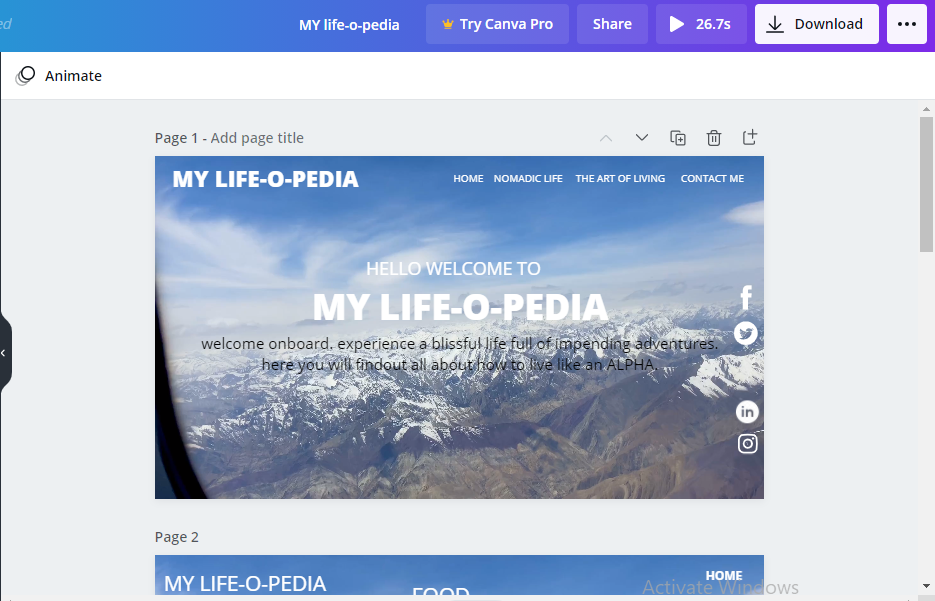 ed
MY life-o-pedia
Try Canva Pro
Share
26.7s
Download
Animate
Page 1 - Add page title
MY LIFE-O-PEDIA
HOME NOMADIC LIFE THE ART OF LIVING CONTACT ME
HELLO WELCOME TO
MY LIFE-O-PEDIA
welcome onboard. experience a blissful life full of impending adventures.
here you will findout all about how to live like an ALPHA.
in
Page 2
MY LIFE-O-PEDIA
FOOD
HOME
Activate Windows